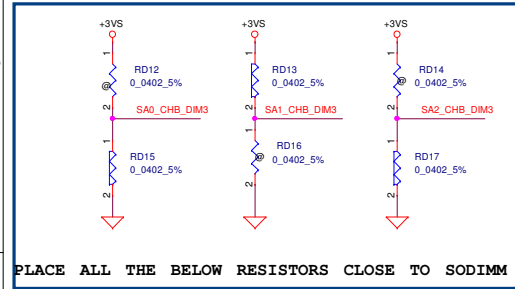 +3VS +3VS +3VS
1 1 1
RD12 RD13 RD14
@ 0_0402_5% 0_0402_5% @ 0_0402_5%
2 2 2
SA0_CHB_DIM3 SA1_CHB_DIM3 SA2_CHB_DIM3
1 1 1
RD15 RD16 RD17
0_0402_5% @ 0_0402_5% 0_0402_5%
2 2 2
PLACE ALL THE BELOW RESISTORS CLOSE TO SODIMM